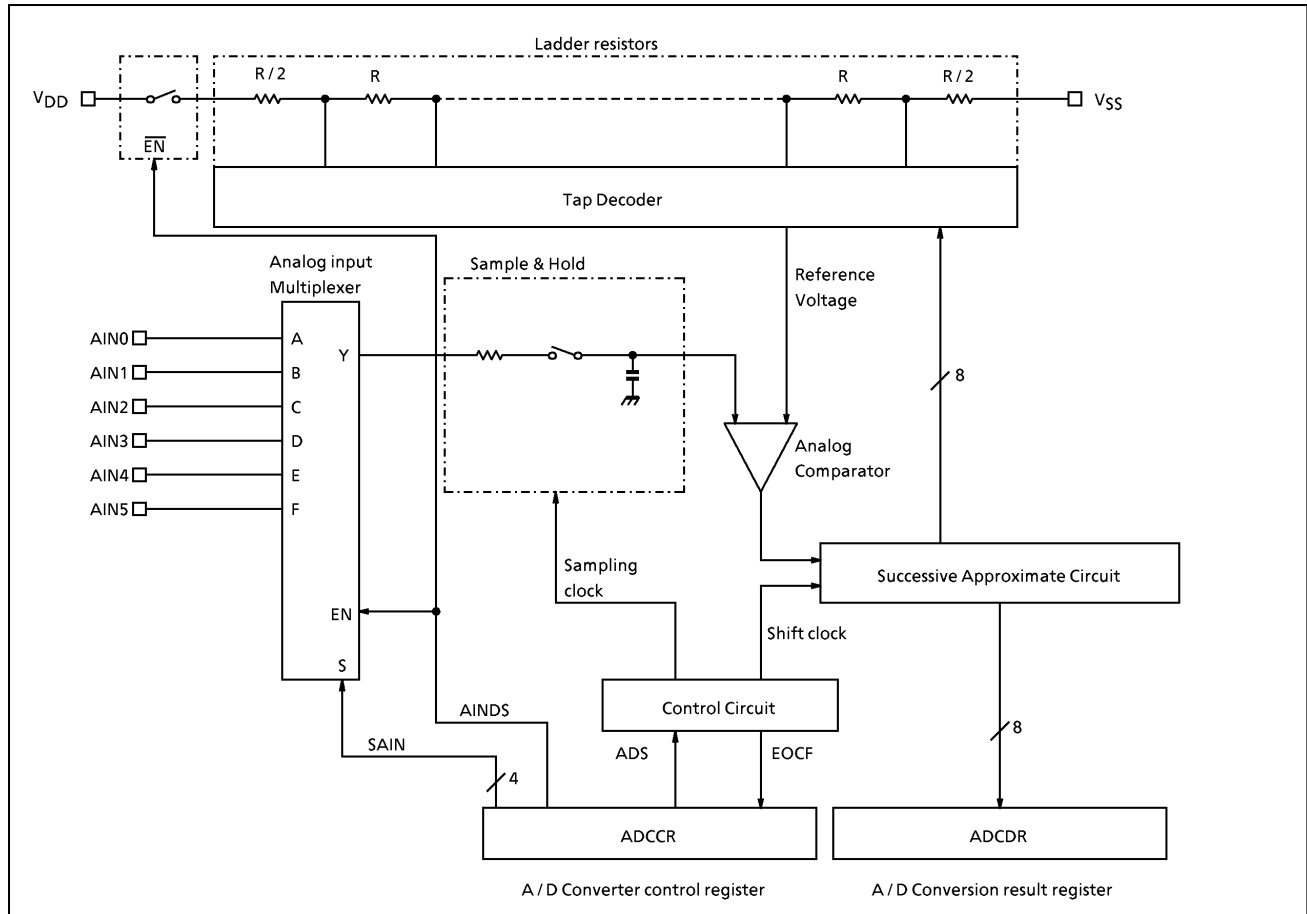 Ladder resistors
R / 2
R
R
R / 2
VDD
VSS
EN
Tap Decoder
Analog input
Multiplexer
Sample & Hold
Reference
Voltage
AIN0
A
Y
AIN1
B
8
AIN2
C
AIN3
D
Analog
Comparator
AIN4
E
AIN5
F
Sampling
clock
Successive Approximate Circuit
EN
Shift clock
S
AINDS
Control Circuit
SAIN
ADS
EOCF
8
4
ADCCR
ADCDR
A / D Converter control register
A / D Conversion result register